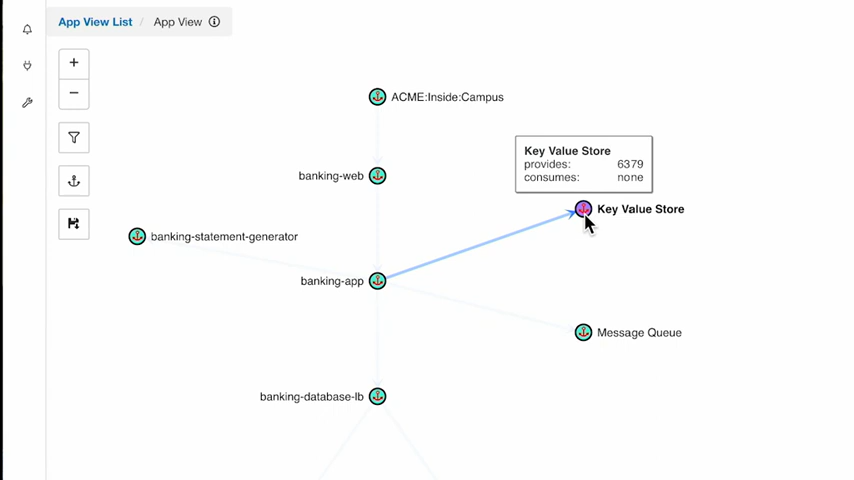 App View List / App View
+
−
ACME:Inside:Campus
Key Value Store
provides: 6379
consumes: none
banking-web
Key Value Store
banking-statement-generator
banking-app
Message Queue
banking-database-lb